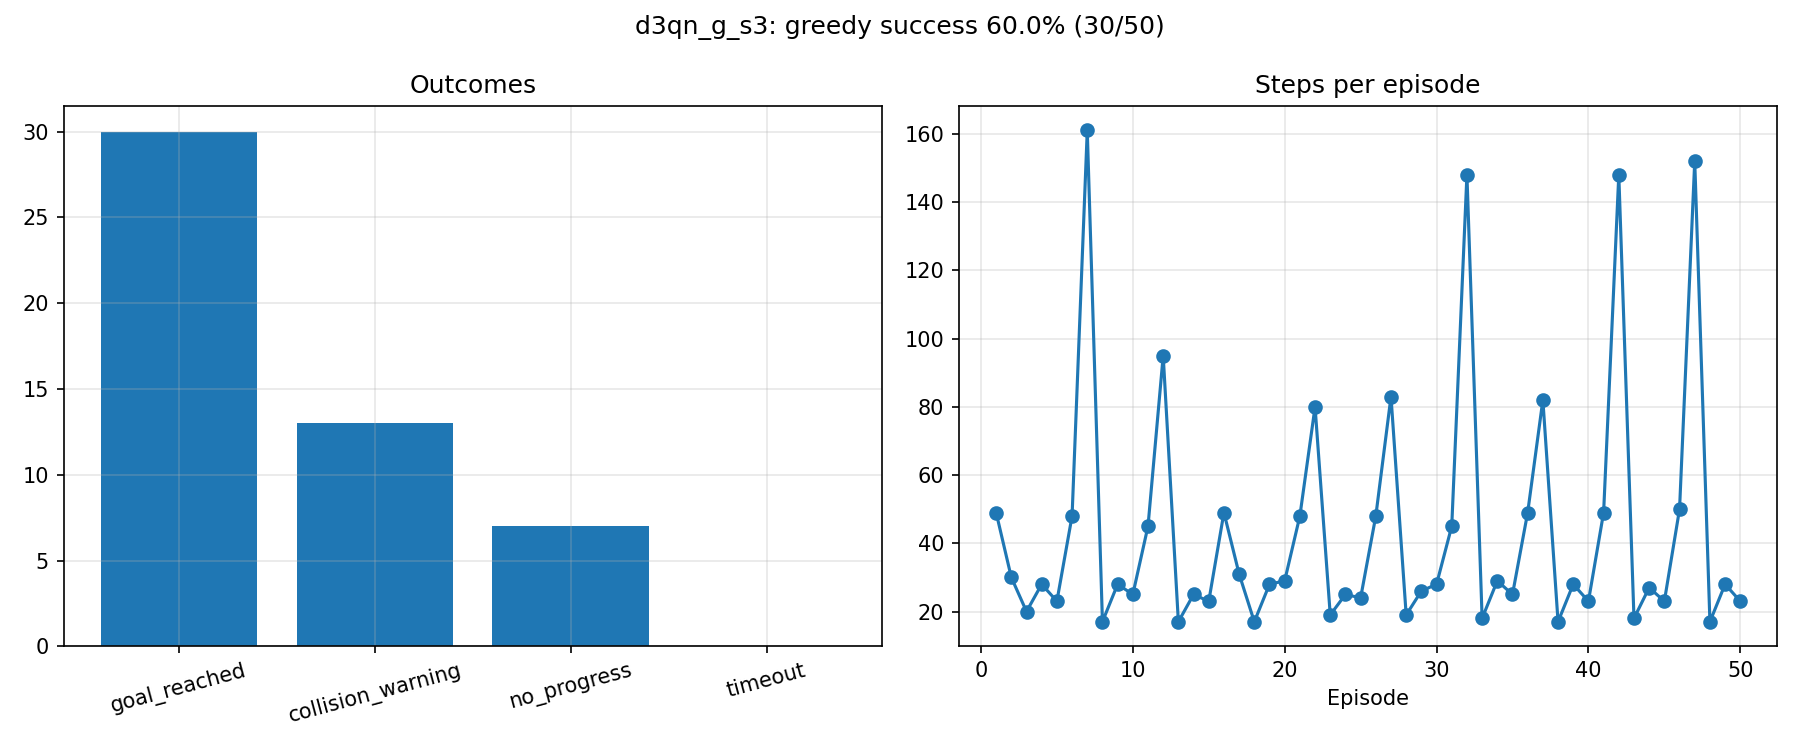 d3qn_g_s3: greedy success 60.0% (30/50)
Outcomes
30
25
20
15
10
5
0
goal_reached
collision_warning
no_progress
timeout
Steps per episode
160
140
120
100
80
60
40
20
0 10 20 30 40 50
Episode